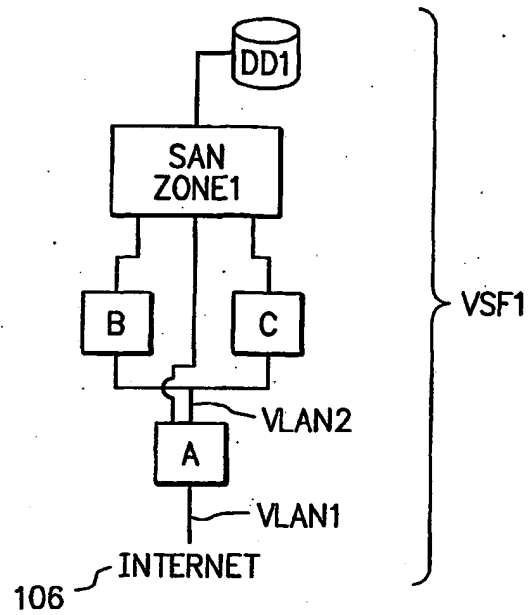 DD1
SAN
ZONE1
B
C
VSF1
VLAN2
A
VLAN1
INTERNET
106